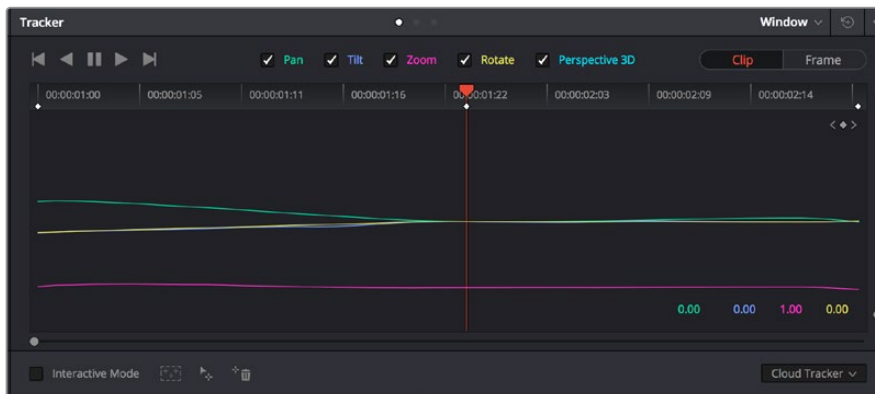 Tracker
Window
Pan
Tilt
Zoom
Rotate
Perspective 3D
Clip
Frame
00:00:01:00
00:00:01:05
00:00:01:11
00:00:01:16
00:00:01:22
00:00:02:03
00:00:02:09
00:00:02:14
0.00
0.00
1.00
0.00
Interactive Mode
Cloud Tracker